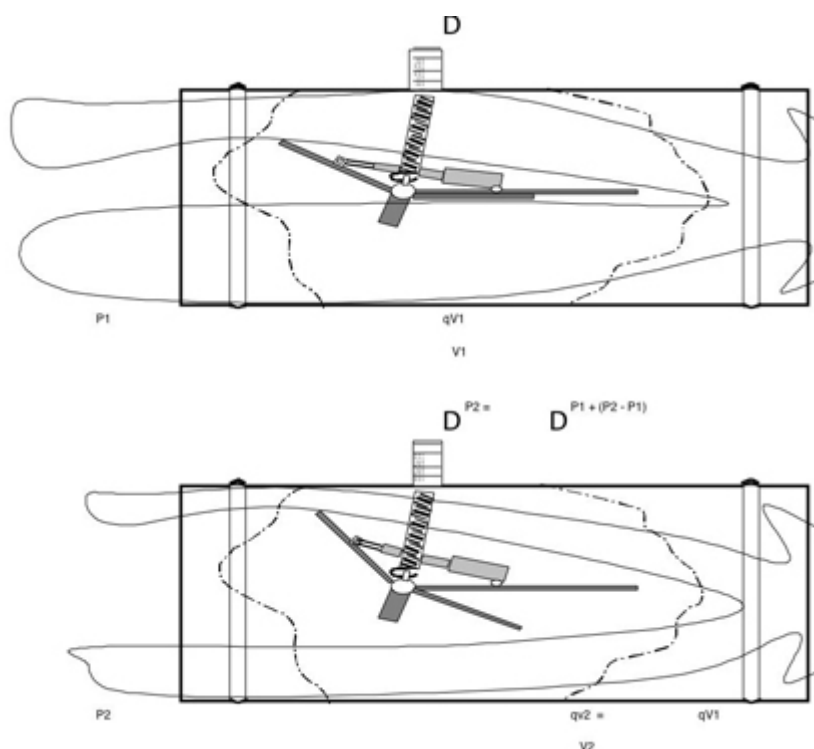 D
P1 qV1
V1
D P2 = D P1 + (P2 - P1)
P2 qv2 = qV1
V2